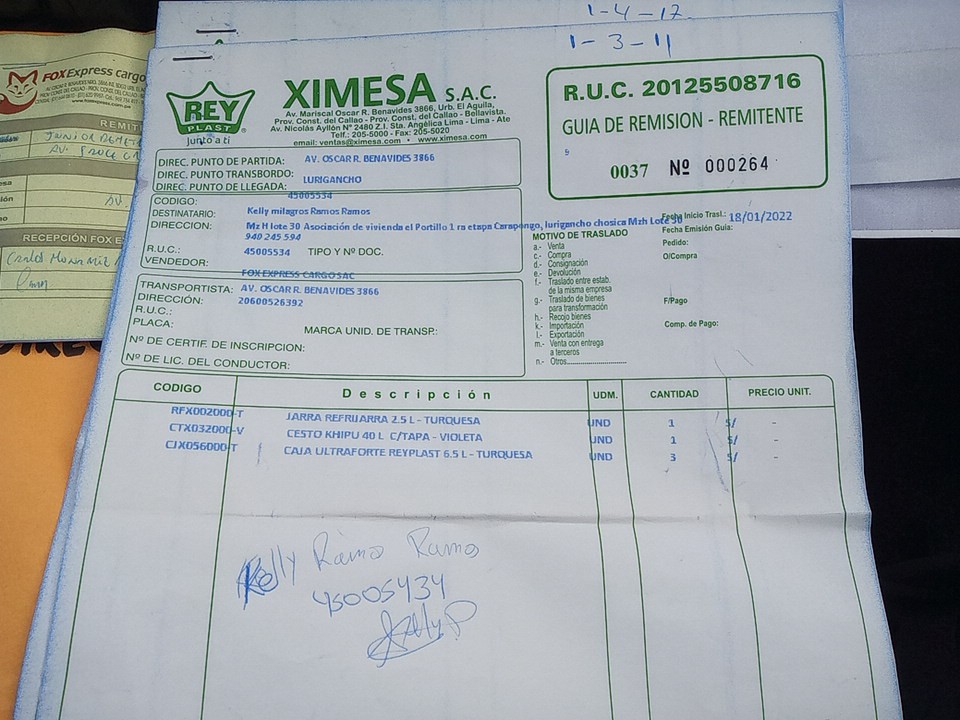 1-4-17
1-3-11
FOX Express cargo
REMIT
RECEPCIÓN FOX E
REY
PLAST
Junto a ti
XIMESA S.A.C.
Av. Mariscal Oscar R. Benavides 3866, Urb. El Aguila,
Prov. Const. del Callao - Prov. Const. del Callao - Bellavista.
Av. Nicolás Ayllón Nº 2480 Z.I. Sta. Angélica Lima - Lima - Ate
Telf.: 205-5000 - Fax: 205-5020
email: ventas@ximesa.com • www.ximesa.com
R.U.C. 20125508716
GUIA DE REMISION - REMITENTE
0037 Nº 000264
DIREC. PUNTO DE PARTIDA: AV. OSCAR R. BENAVIDES 3866
DIREC. PUNTO TRANSBORDO:
DIREC. PUNTO DE LLEGADA: LURIGANCHO
CODIGO: 45005534
DESTINATARIO: Kelly milagros Ramos Ramos
DIRECCION: Mz H lote 30 Asociación de vivienda el Portillo 1 ra etapa Carapongo, lurigancho chosica Mzh Lote 30
940 245 594
R.U.C.: 45005534 TIPO Y Nº DOC.
VENDEDOR:
FOX EXPRESS CARGO SAC
TRANSPORTISTA: AV. OSCAR R. BENAVIDES 3866
DIRECCIÓN: 20600526392
R.U.C.:
PLACA: MARCA UNID. DE TRANSP.:
Nº DE CERTIF. DE INSCRIPCION:
Nº DE LIC. DEL CONDUCTOR:
Fecha Inicio Trasl.: 18/01/2022
Fecha Emisión Guía:
Pedido:
O/Compra
F/Pago
Comp. de Pago:
MOTIVO DE TRASLADO
a.- Venta
c.- Compra
d.- Consignación
e.- Devolución
f.- Traslado entre estab.
de la misma empresa
g.- Traslado de bienes
para transformación
h.- Recojo bienes
k.- Importación
l.- Exportación
m.- Venta con entrega
a terceros
n.- Otros
CODIGO Descripción UDM. CANTIDAD PRECIO UNIT.
RFX002000-T JARRA REFRIJARRA 2.5 L - TURQUESA UND 1 S/ -
CTX032000-V CESTO KHIPU 40 L C/TAPA - VIOLETA UND 1 S/ -
CJX056000-T CAJA ULTRAFORTE REYPLAST 6.5 L - TURQUESA UND 3 S/ -
Kelly Ramos Ramos
45005434